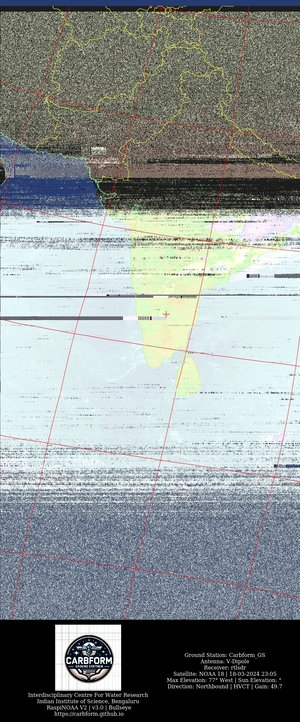 CARBFORM
Interdisciplinary Centre For Water Research
Indian Institute of Science, Bengaluru
RaspiNOAA V2 | v3.0 | Bullseye
https://carbform.github.io
Ground Station: Carbform_GS
Antenna: V-Dipole
Receiver: rtlsdr
Satellite: NOAA 18 | 18-03-2024 23:05
Max Elevation: 77° West | Sun Elevation: °
Direction: Northbound | HVCT | Gain: 49.7